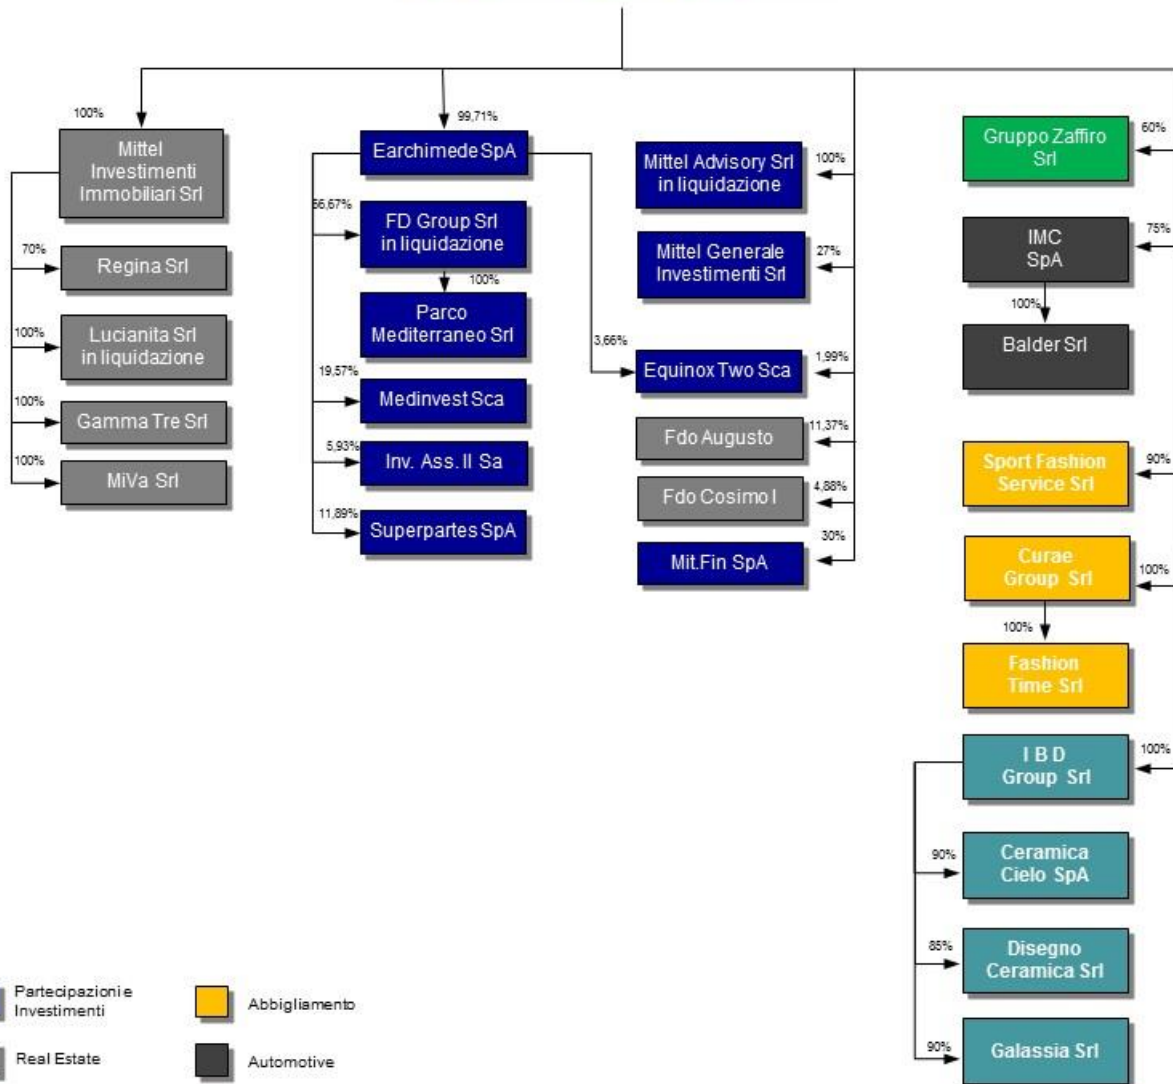 100%
Mittel
Investimenti
Immobiliari Srl
70%
Regina Srl
100%
Lucianita Srl
in liquidazione
100%
Gamma Tre Srl
100%
MiVa Srl
99,71%
Earchimede SpA
66,67%
FD Group Srl
in liquidazione
100%
Parco
Mediterraneo Srl
19,57%
Medinvest Sca
5,93%
Inv. Ass. II Sa
11,89%
Superpartes SpA
3,66%
Mittel Advisory Srl
in liquidazione
100%
Mittel Generale
Investimenti Srl
27%
Equinox Two Sca
1,99%
Fdo Augusto
11,37%
Fdo Cosimo I
4,88%
Mit.Fin SpA
30%
Gruppo Zaffiro
Srl
60%
IMC
SpA
75%
100%
Balder Srl
Sport Fashion
Service Srl
90%
Curae
Group Srl
100%
100%
Fashion
Time Srl
I B D
Group Srl
100%
90%
Ceramica
Cielo SpA
85%
Disegno
Ceramica Srl
90%
Galassia Srl
Partecipazioni e
Investimenti
Abbigliamento
Real Estate
Automotive